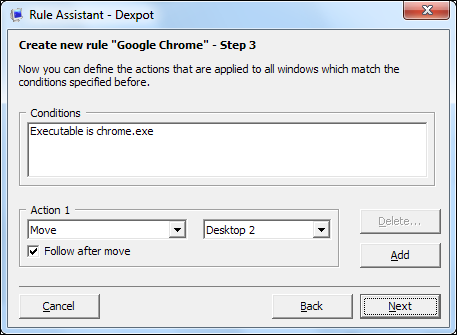 Rule Assistant - Dexpot
Create new rule "Google Chrome" - Step 3
Now you can define the actions that are applied to all windows which match the
conditions specified before.
Conditions
Executable is chrome.exe
Action 1
Move
Desktop 2
Delete...
Follow after move
Add
Cancel
Back
Next